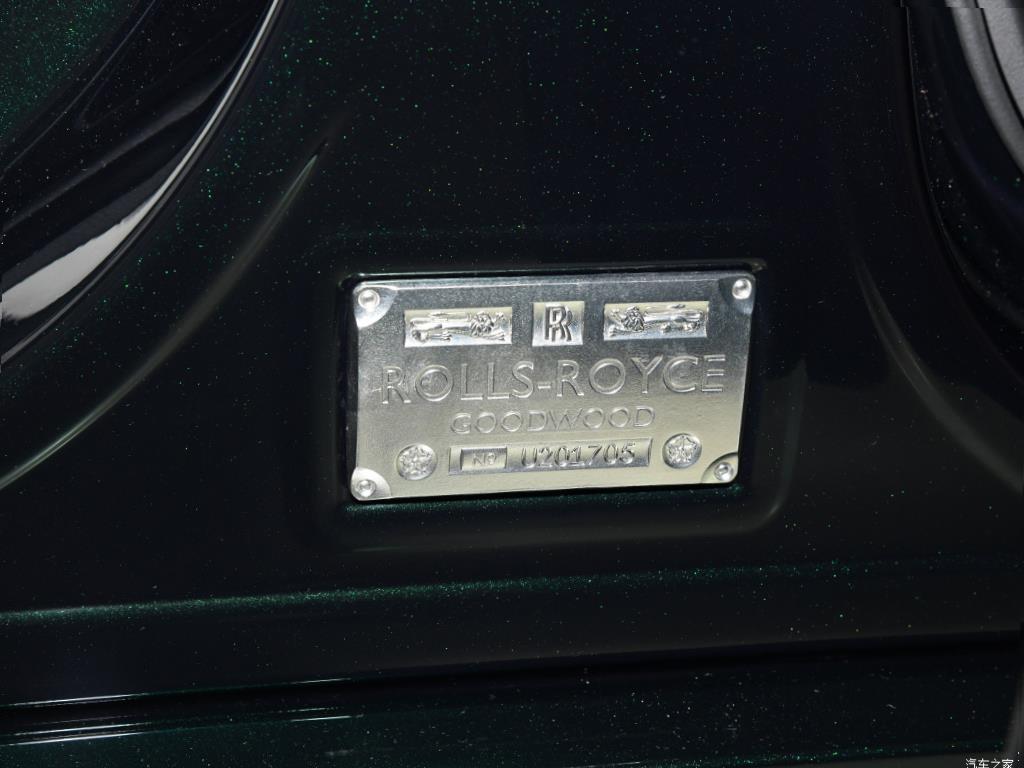 RR
ROLLS-ROYCE
GOODWOOD
No U201705
汽车之家